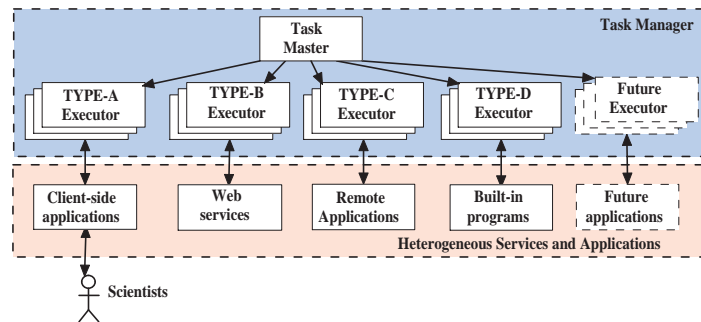 Task Manager
Task
Master
TYPE-A
Executor
TYPE-B
Executor
TYPE-C
Executor
TYPE-D
Executor
Future
Executor
Client-side
applications
Web
services
Remote
Applications
Built-in
programs
Future
applications
Heterogeneous Services and Applications
Scientists